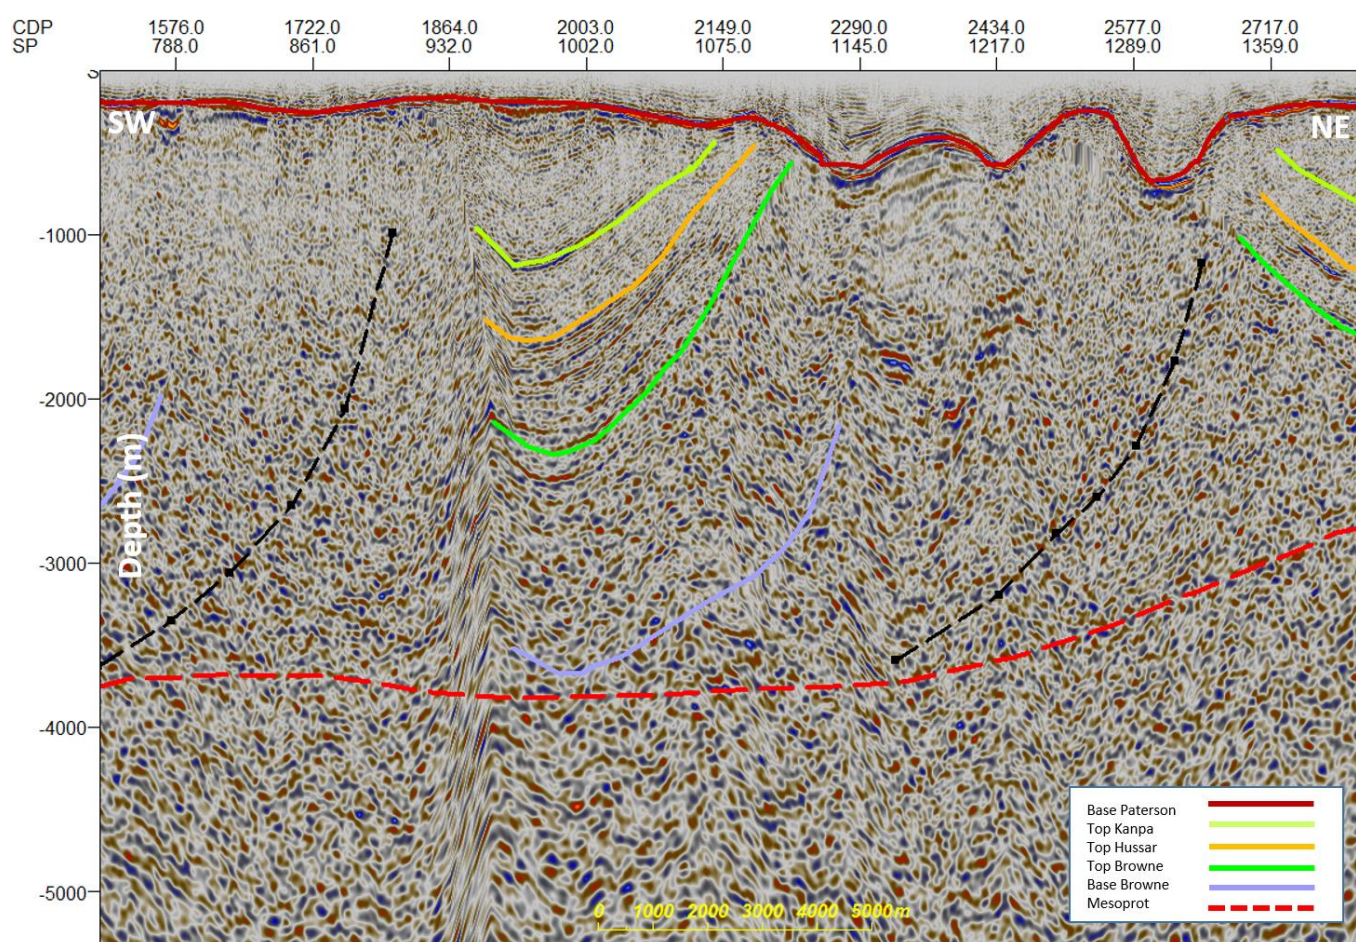 CDP 1576.0 1722.0 1864.0 2003.0 2149.0 2290.0 2434.0 2577.0 2717.0
SP 788.0 861.0 932.0 1002.0 1075.0 1145.0 1217.0 1289.0 1359.0
SW
NE
-1000
-2000
Depth (m)
-3000
-4000
-5000
0 1000 2000 3000 4000 5000m
Base Paterson
Top Kanpa
Top Hussar
Top Browne
Base Browne
Mesoprot